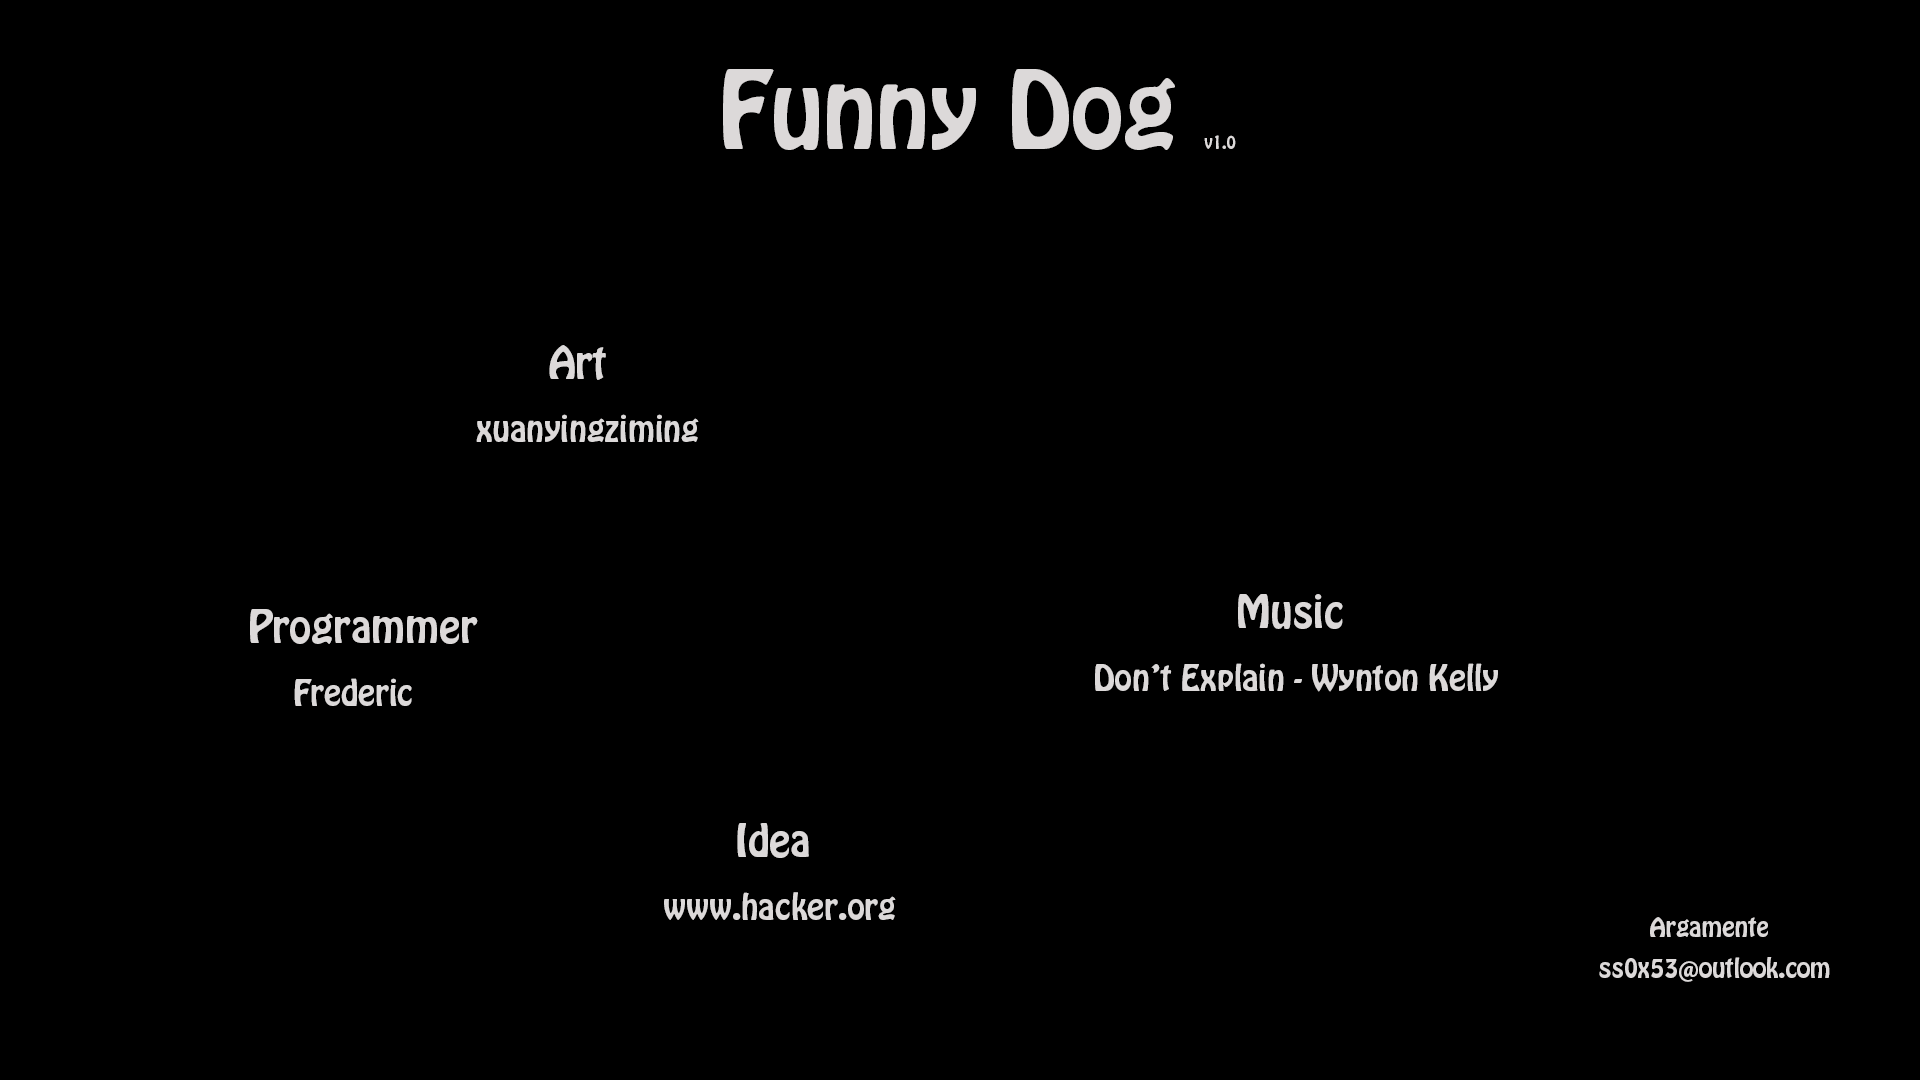 Funny Dog v1.0
Art
xuanyingziming
Programmer
Frederic
Music
Don't Explain - Wynton Kelly
Idea
www.hacker.org
Argamente
ss0x53@outlook.com